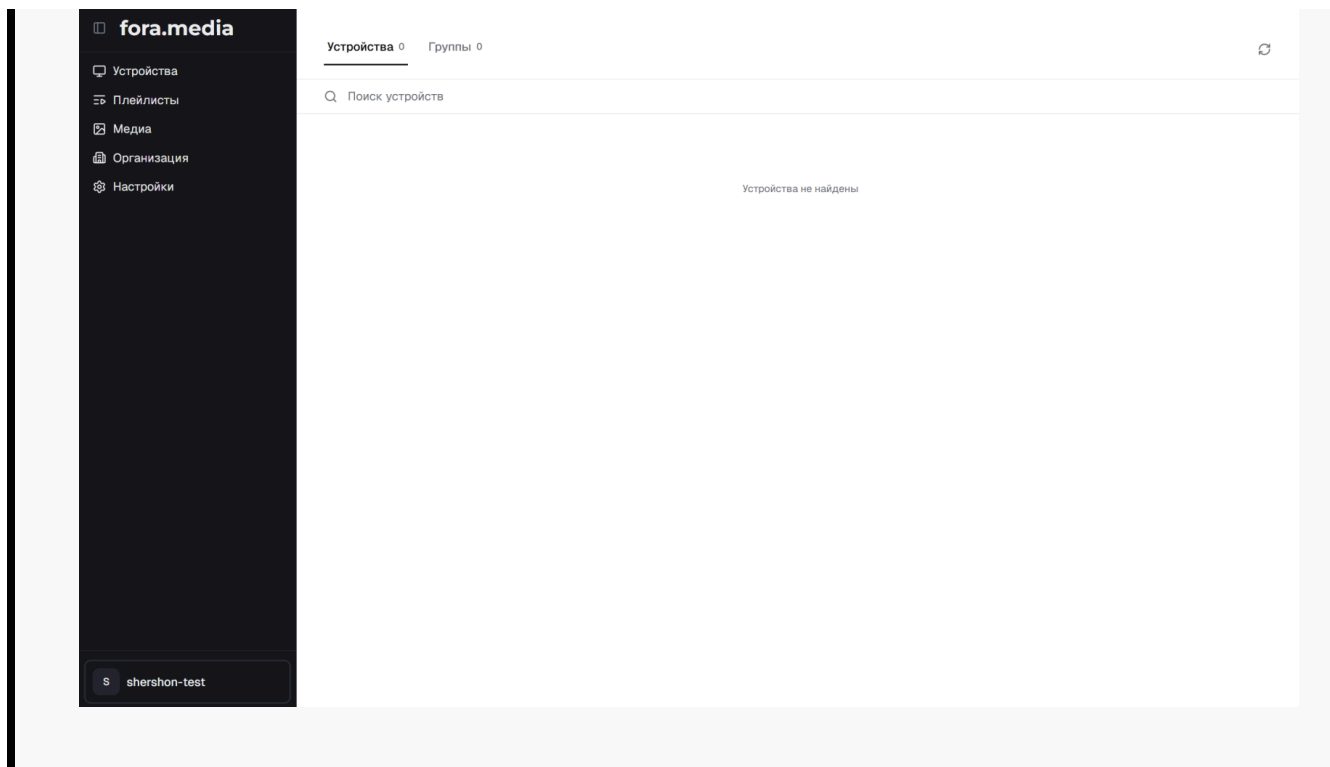 fora.media
Устройства
Плейлисты
Медиа
Организация
Настройки
Устройства 0 Группы 0
Поиск устройств
Устройства не найдены
S shershon-test